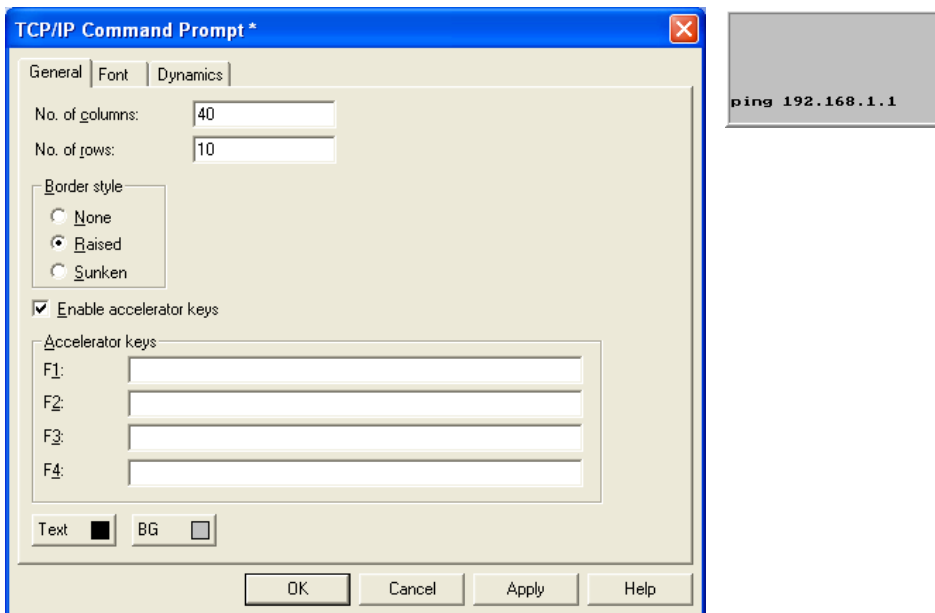 TCP/IP Command Prompt *
General Font Dynamics
No. of columns: 40
No. of rows: 10
Border style
None
Raised
Sunken
Enable accelerator keys
Accelerator keys
F1:
F2:
F3:
F4:
Text BG
OK Cancel Apply Help
ping 192.168.1.1